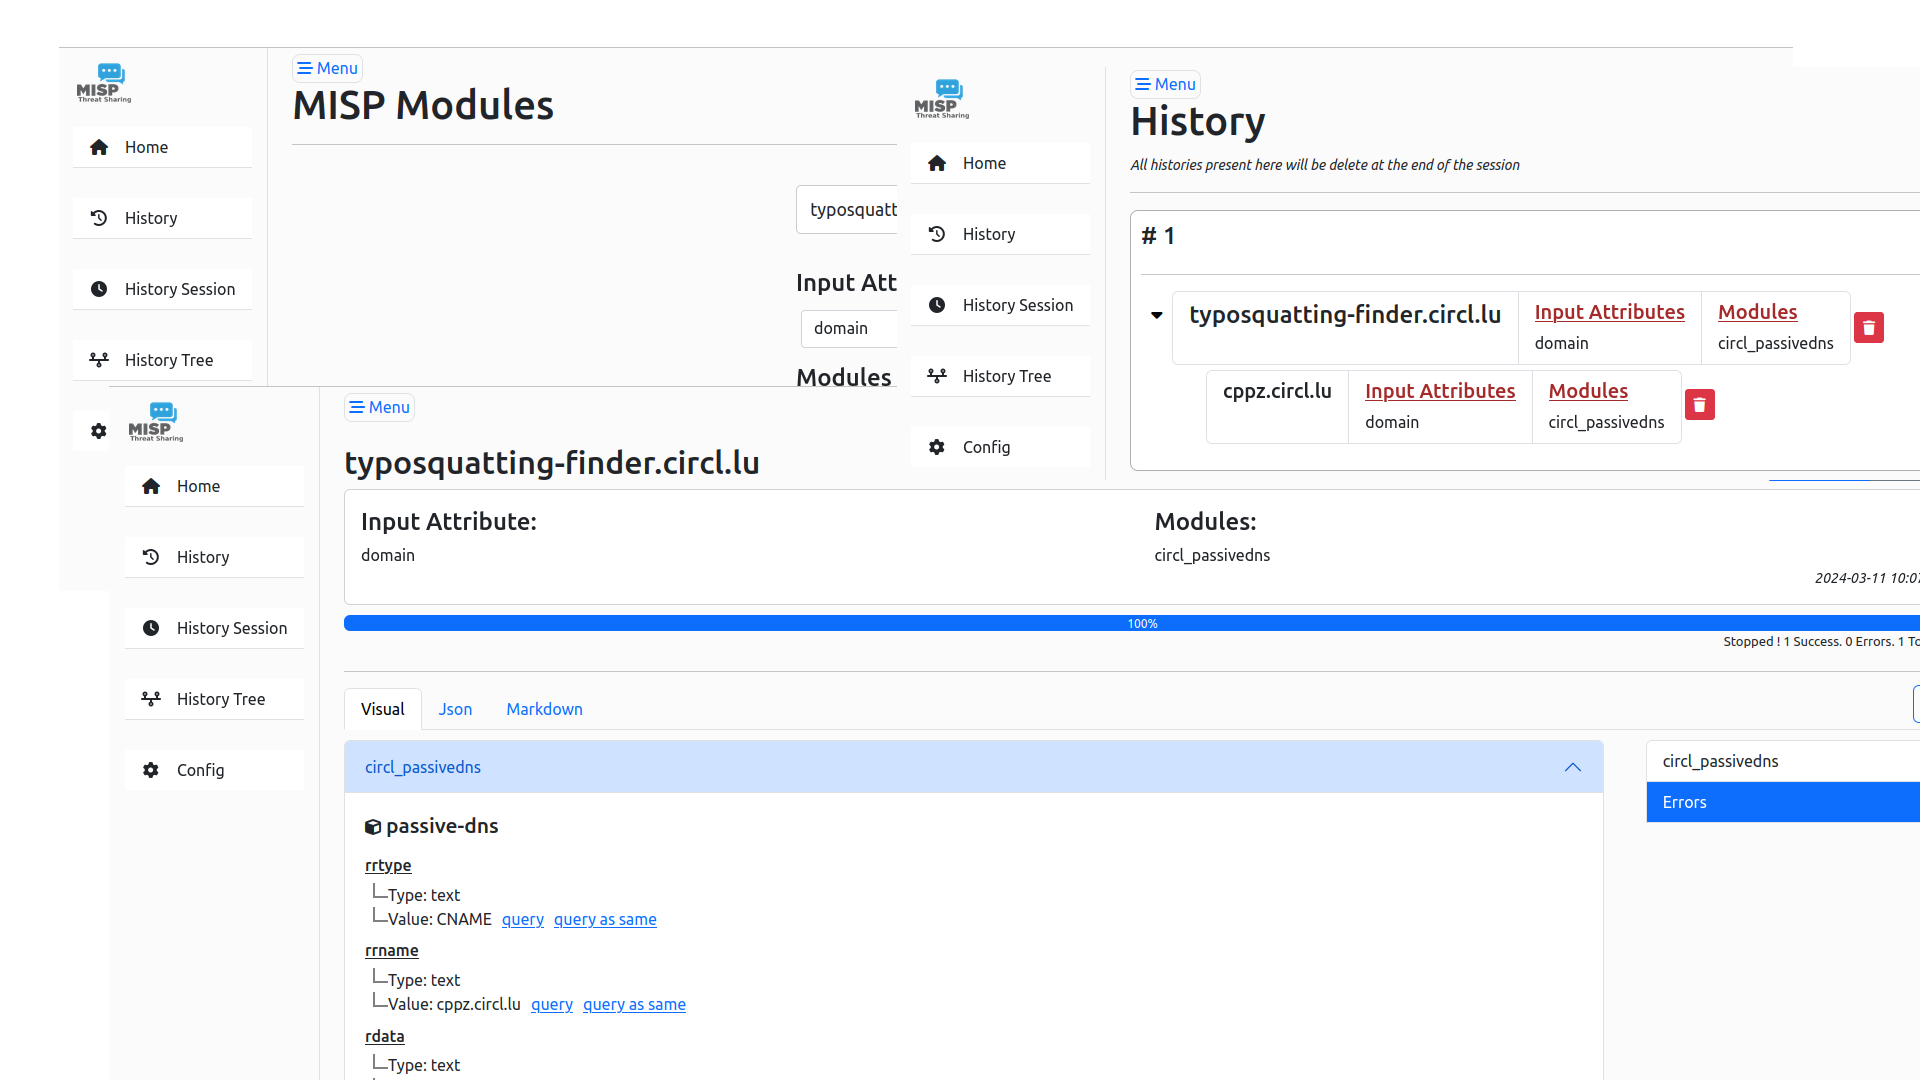 MISP
Threat Sharing
Home
History
History Session
History Tree
Menu
MISP Modules
Input Att
domain
Modules
MISP
Threat Sharing
Home
History
History Session
History Tree
Config
Menu
History
All histories present here will be delete at the end of the session
# 1
typosquatting-finder.circl.lu
Input Attributes
domain
Modules
circl_passivedns
cppz.circl.lu
Input Attributes
domain
Modules
circl_passivedns
MISP
Threat Sharing
Home
History
History Session
History Tree
Config
Menu
typosquatting-finder.circl.lu
Input Attribute:
domain
Modules:
circl_passivedns
2024-03-11 10:07
100%
Stopped ! 1 Success. 0 Errors. 1 To
Visual Json Markdown
circl_passivedns
passive-dns
rrtype
Type: text
Value: CNAME query query as same
rrname
Type: text
Value: cppz.circl.lu query query as same
rdata
Type: text
circl_passivedns
Errors